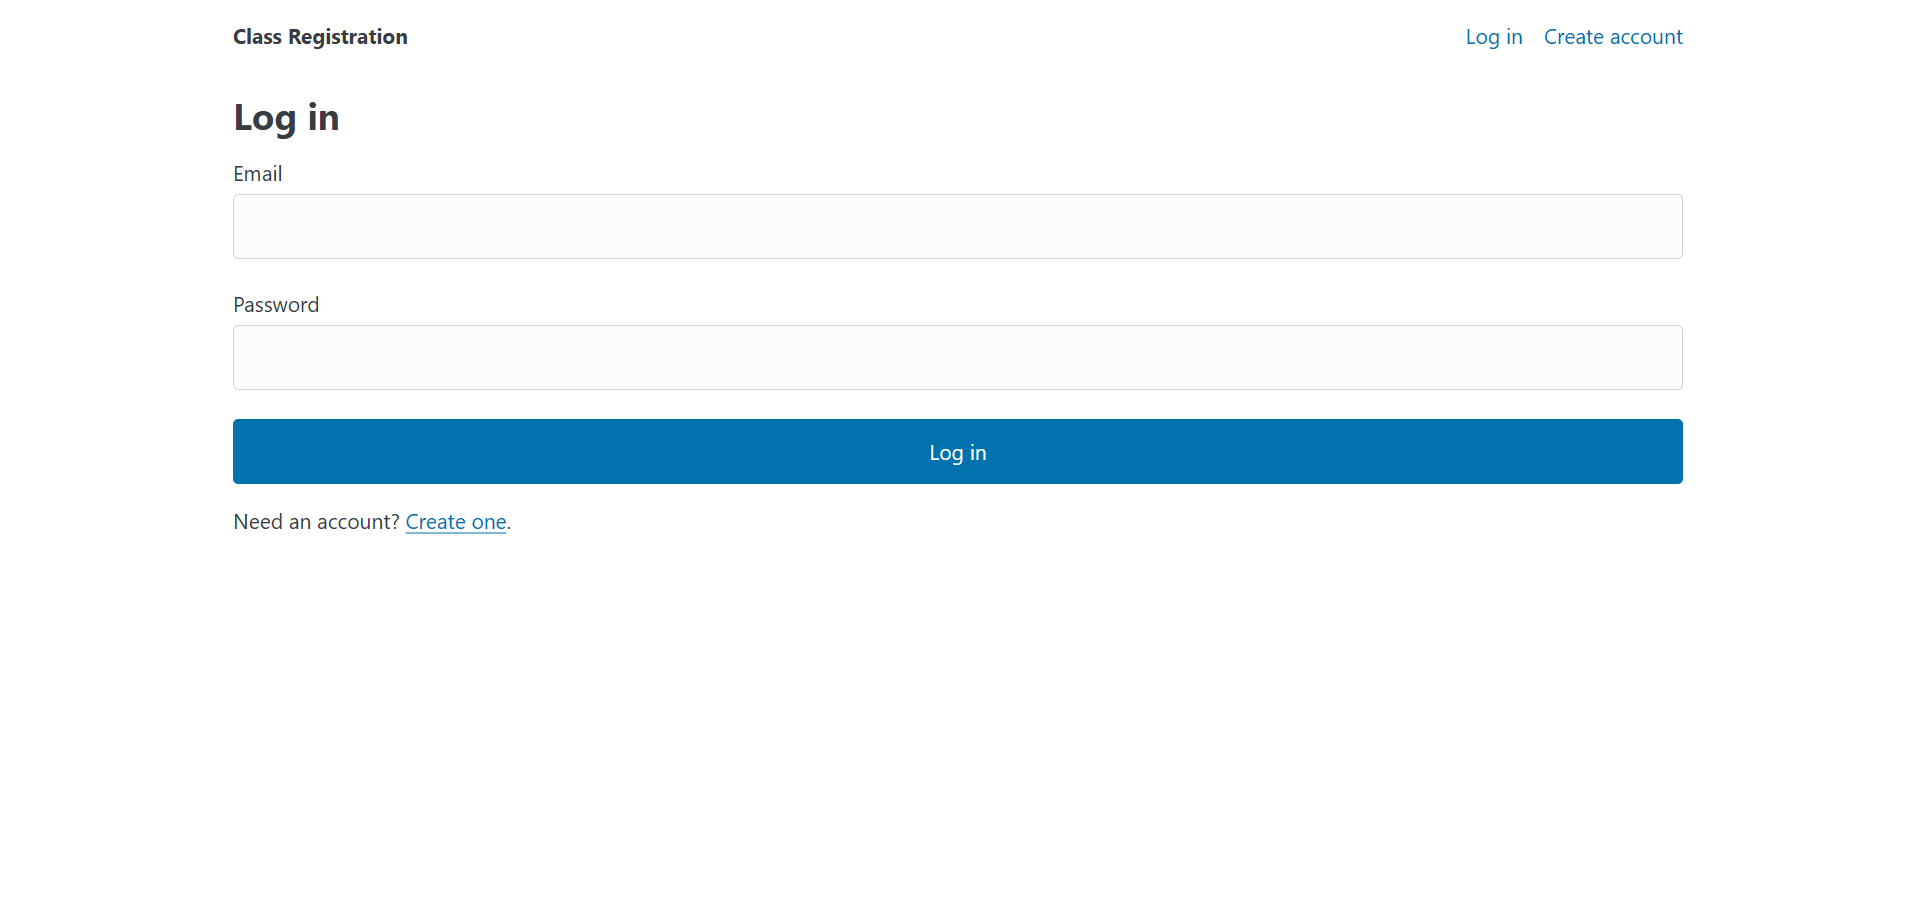 Class Registration
Log in Create account
Log in
Email
Password
Log in
Need an account? Create one.